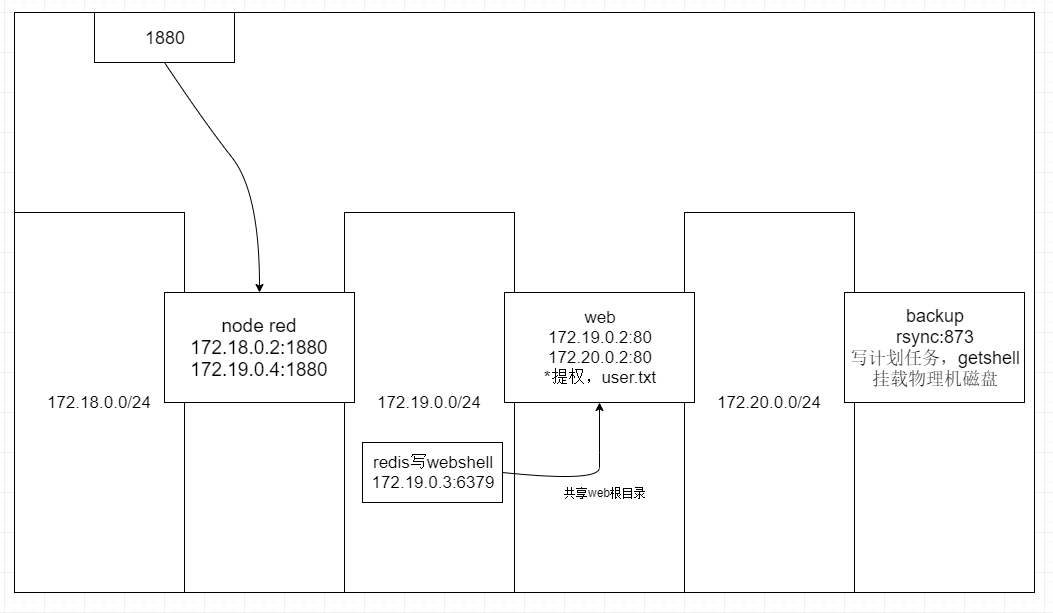 1880
node red
172.18.0.2:1880
172.19.0.4:1880
web
172.19.0.2:80
172.20.0.2:80
*提权，user.txt
backup
rsync:873
写计划任务，getshell
挂载物理机磁盘
172.18.0.0/24
172.19.0.0/24
172.20.0.0/24
redis写webshell
172.19.0.3:6379
共享web根目录